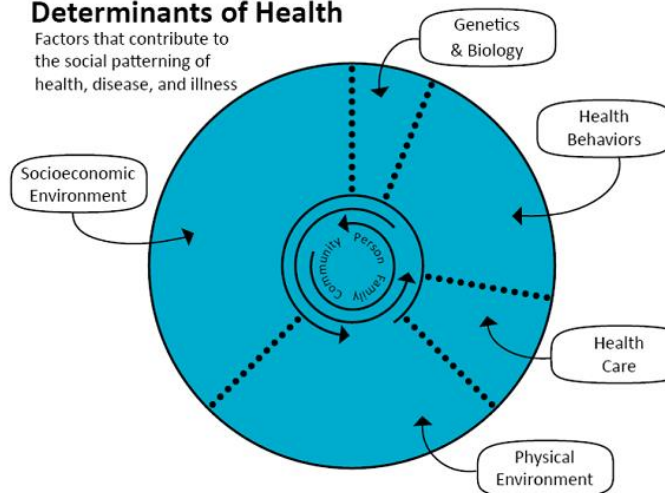 Determinants of Health
Factors that contribute to
the social patterning of
health, disease, and illness
Genetics
& Biology
Health
Behaviors
Socioeconomic
Environment
Person
Family
Community
Health
Care
Physical
Environment